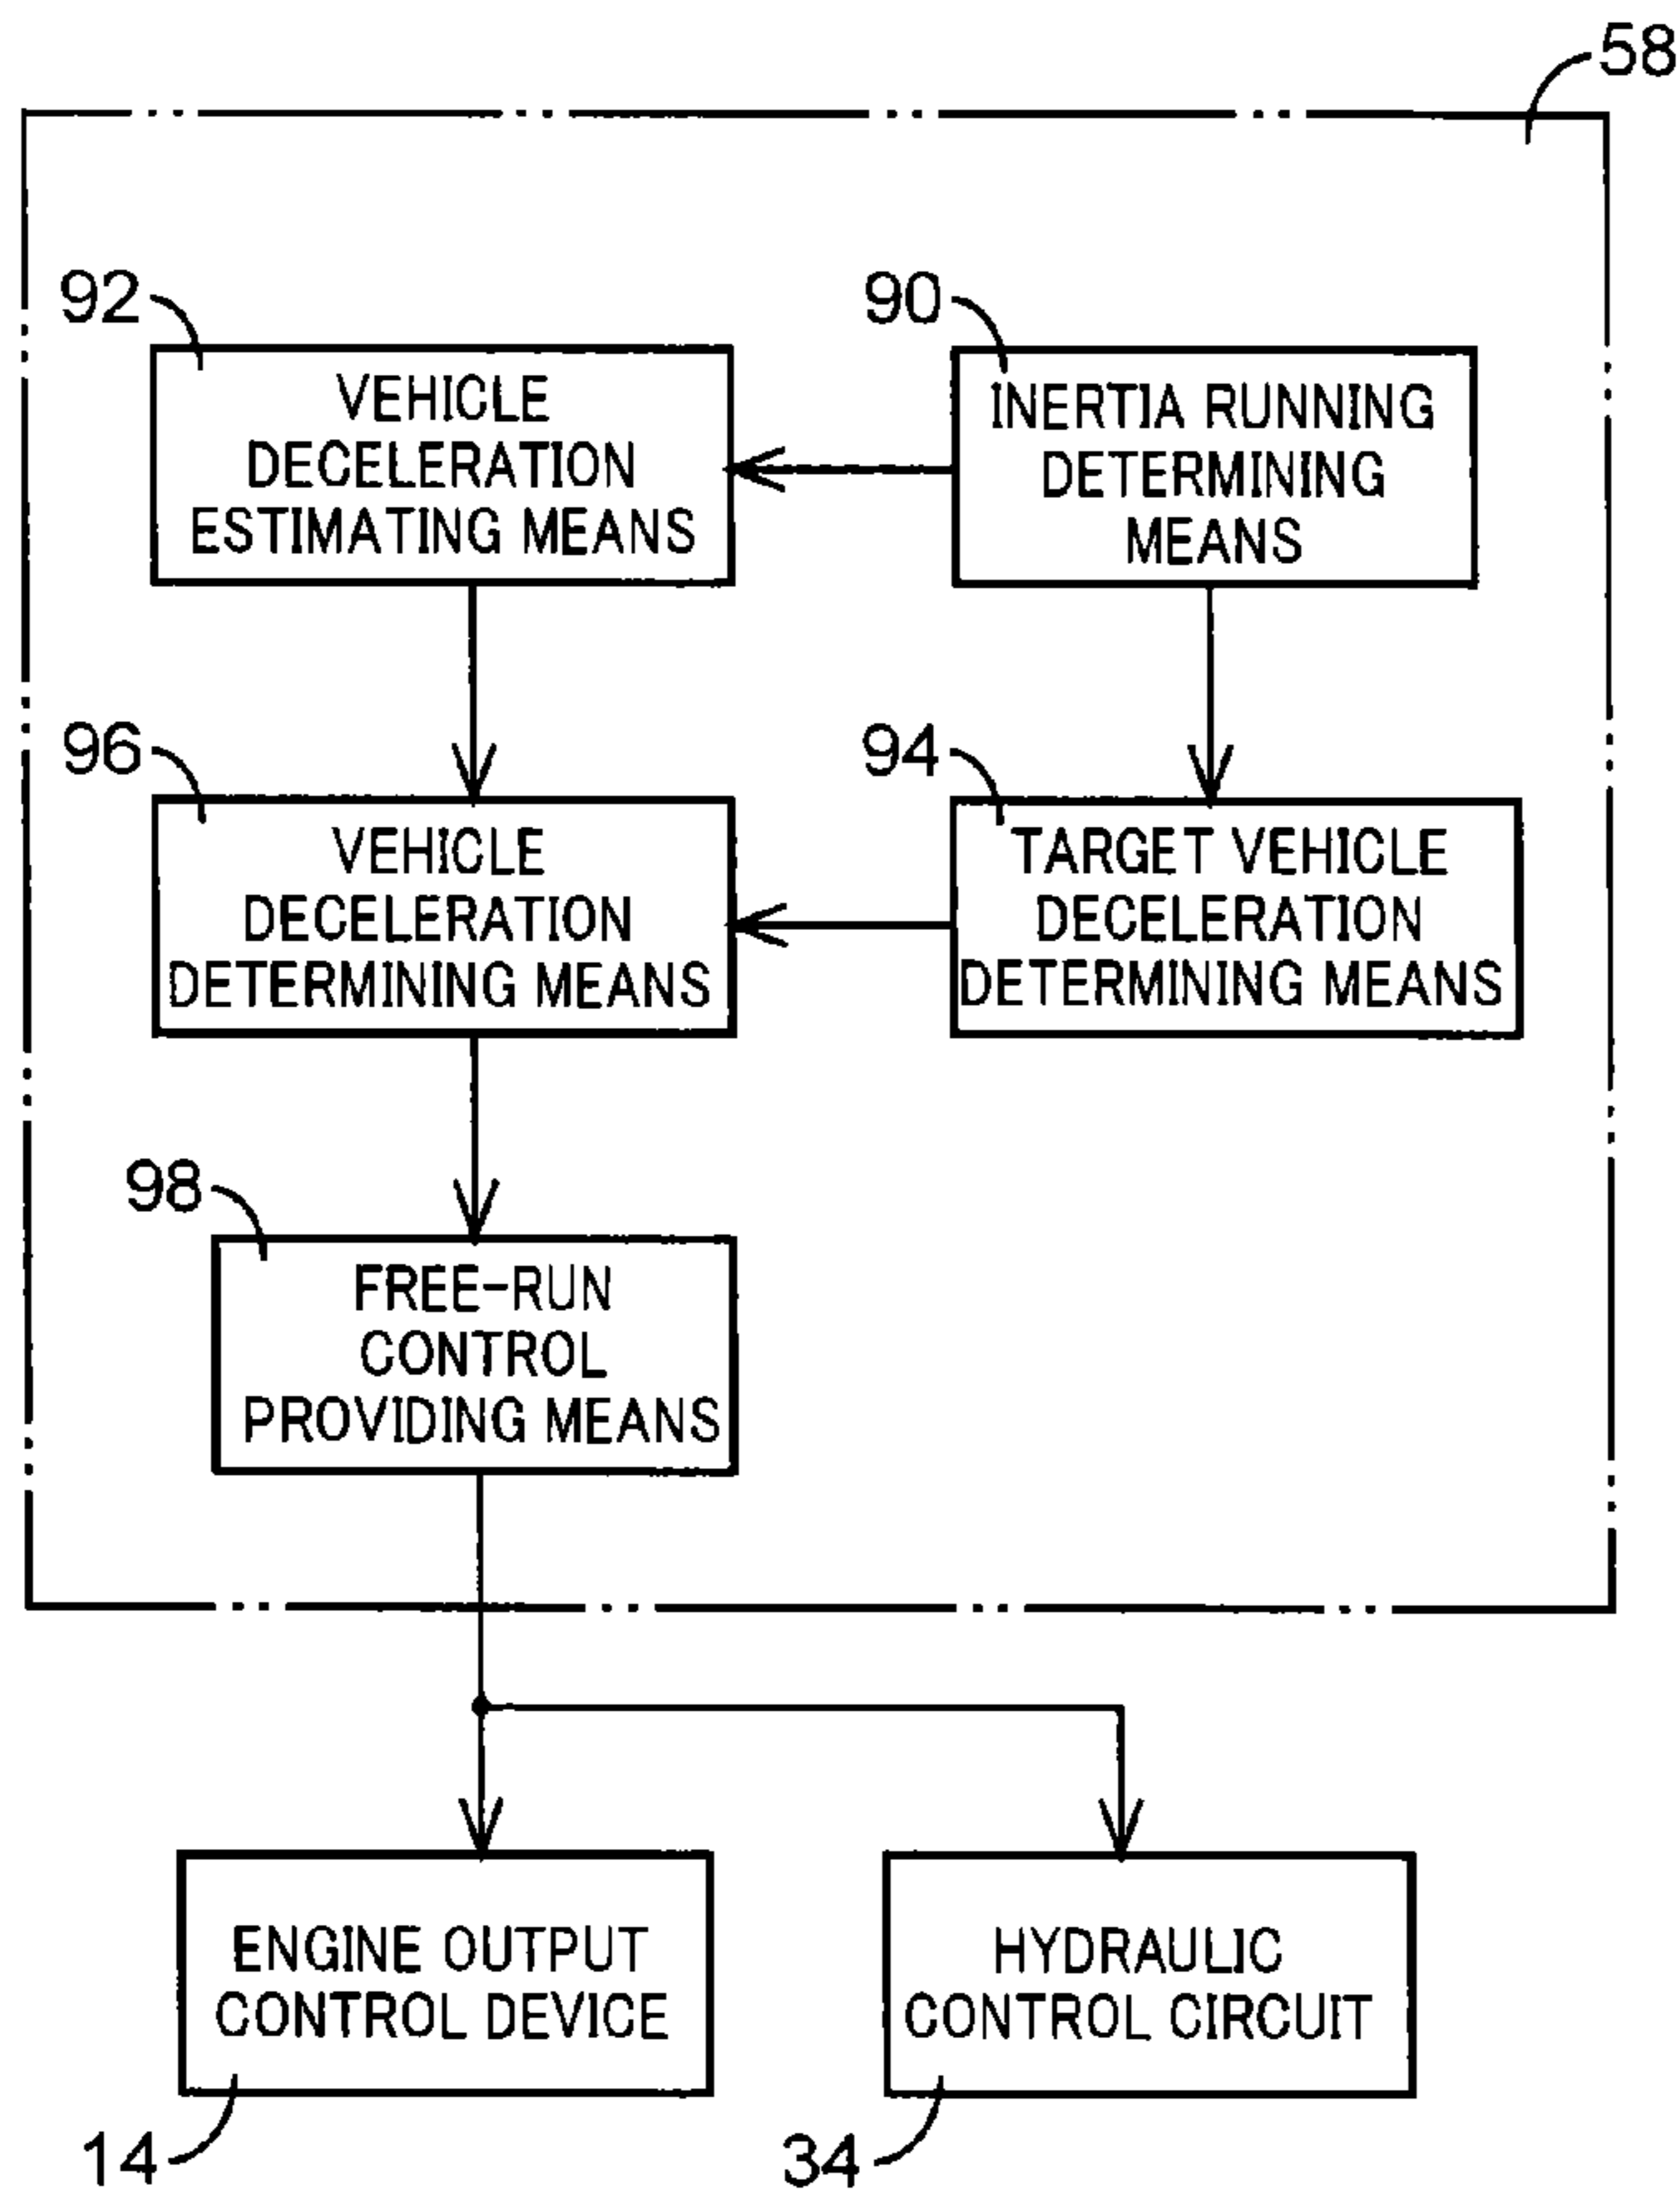 58
92
VEHICLE
DECELERATION
ESTIMATING MEANS
90
INERTIA RUNNING
DETERMINING
MEANS
96
VEHICLE
DECELERATION
DETERMINING MEANS
94
TARGET VEHICLE
DECELERATION
DETERMINING MEANS
98
FREE-RUN
CONTROL
PROVIDING MEANS
ENGINE OUTPUT
CONTROL DEVICE
14
HYDRAULIC
CONTROL CIRCUIT
34